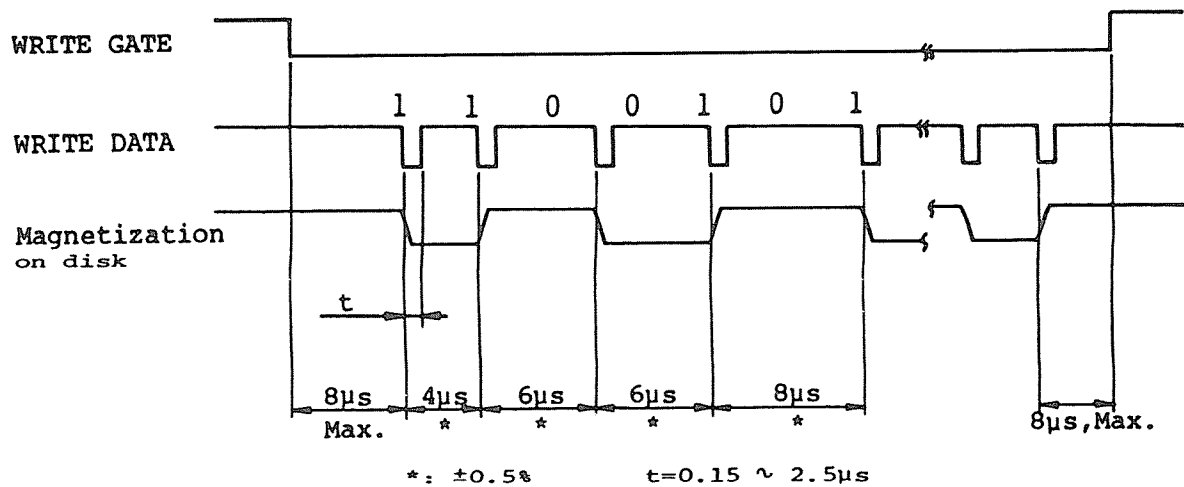 WRITE GATE
1 1 0 0 1 0 1
WRITE DATA
Magnetization
on disk
t
8µs 4µs 6µs 6µs 8µs
Max. * * * * 8µs,Max.
*: ±0.5% t=0.15 ~ 2.5µs